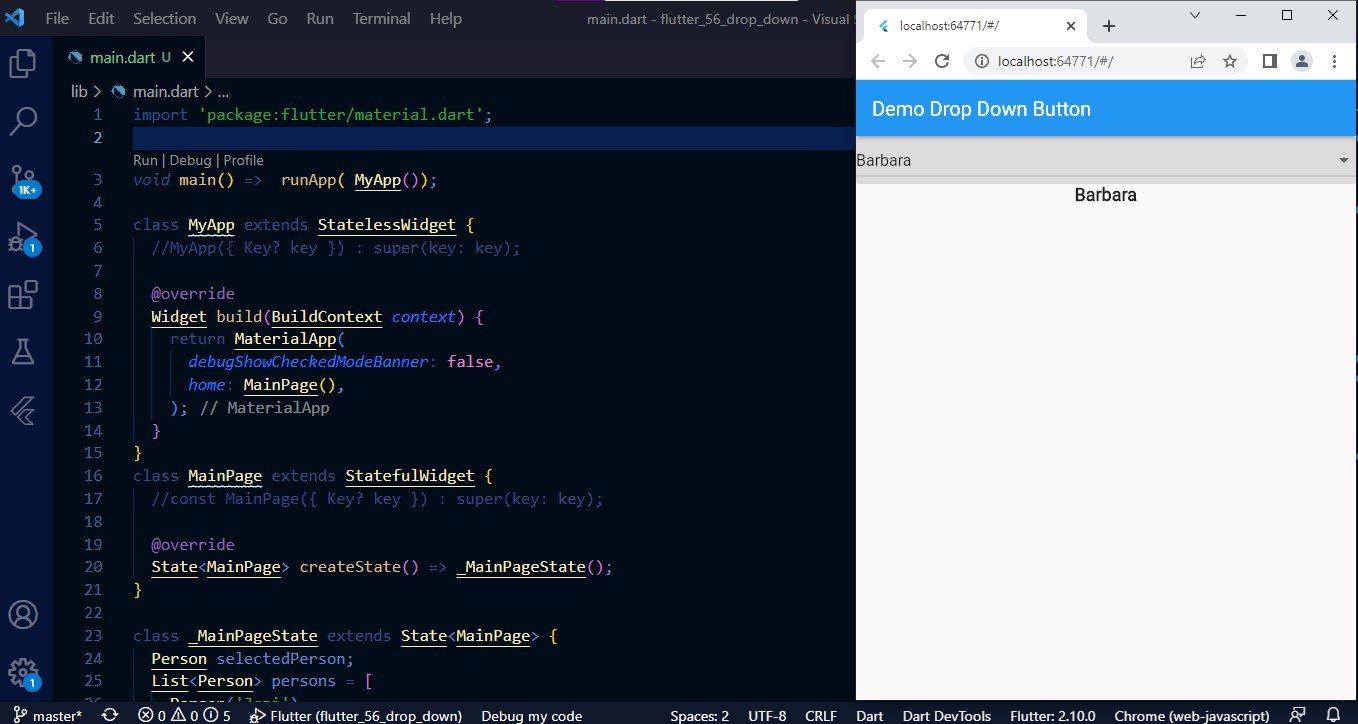 File Edit Selection View Go Run Terminal Help main.dart - flutter_56_drop_down - Visual S
main.dart U
lib > main.dart > ...
1 import 'package:flutter/material.dart';
2
Run | Debug | Profile
3 void main() =>  runApp( MyApp());
4
5 class MyApp extends StatelessWidget {
6 //MyApp({ Key? key }) : super(key: key);
7
8 @override
9 Widget build(BuildContext context) {
10 return MaterialApp(
11 debugShowCheckedModeBanner: false,
12 home: MainPage(),
13 ); // MaterialApp
14 }
15 }
16 class MainPage extends StatefulWidget {
17 //const MainPage({ Key? key }) : super(key: key);
18
19 @override
20 State<MainPage> createState() => _MainPageState();
21 }
22
23 class _MainPageState extends State<MainPage> {
24 Person selectedPerson;
25 List<Person> persons = [
26 Person('Joni'),
1K+
1
1
master* 0 0 5 Flutter (flutter_56_drop_down) Debug my code Spaces: 2 UTF-8 CRLF Dart Dart DevTools Flutter: 2.10.0 Chrome (web-javascript)
localhost:64771/#/
localhost:64771/#/
Demo Drop Down Button
Barbara
Barbara